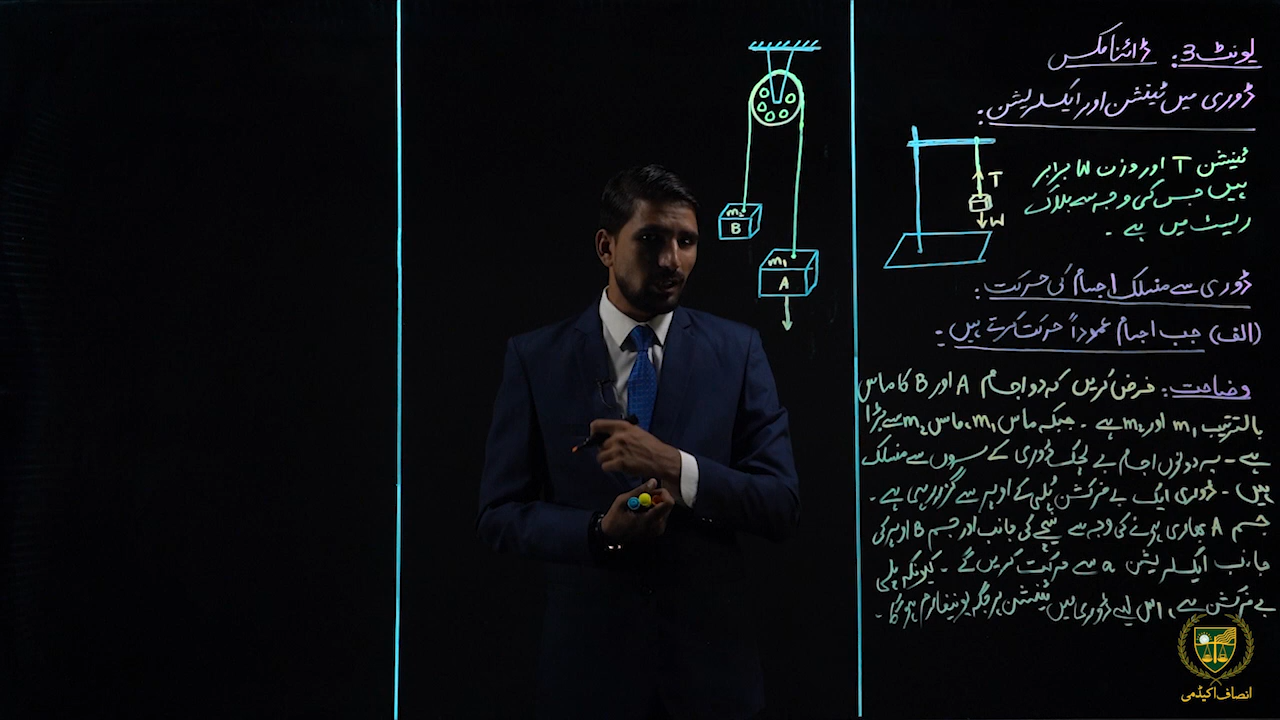 یونٹ 3: ڈائنامکس
ڈوری میں ٹینشن اور ایکسلریشن:
ٹینشن T اور وزن W برابر
ہیں جس کی وجہ سے بلاک
ریسٹ میں ہے۔
T
W
ڈوری سے منسلک اجسام کی حرکت:
(الف) جب اجسام عموداً حرکت کرتے ہیں:
وضاحت: فرض کریں کہ دو اجسام A اور B کا ماس
بالترتیب m₁ اور m₂ ہے۔ جبکہ ماس m₁، ماس m₂ سے بڑا
ہے۔ یہ دونوں اجسام بے لچک ڈوری کے سروں سے منسلک
ہیں۔ ڈوری ایک بے فرکشن پُلی کے اوپر سے گزر رہی ہے۔
جسم A بھاری ہونے کی وجہ سے نیچے کی جانب اور جسم B اوپر کی
جانب ایکسلریشن a سے حرکت کریں گے۔ کیونکہ پلی
بے فرکشن ہے، اس لیے ڈوری میں ٹینشن ہر جگہ یونیفارم ہو گا۔
m₂
B
m₁
A
انصاف اکیڈمی